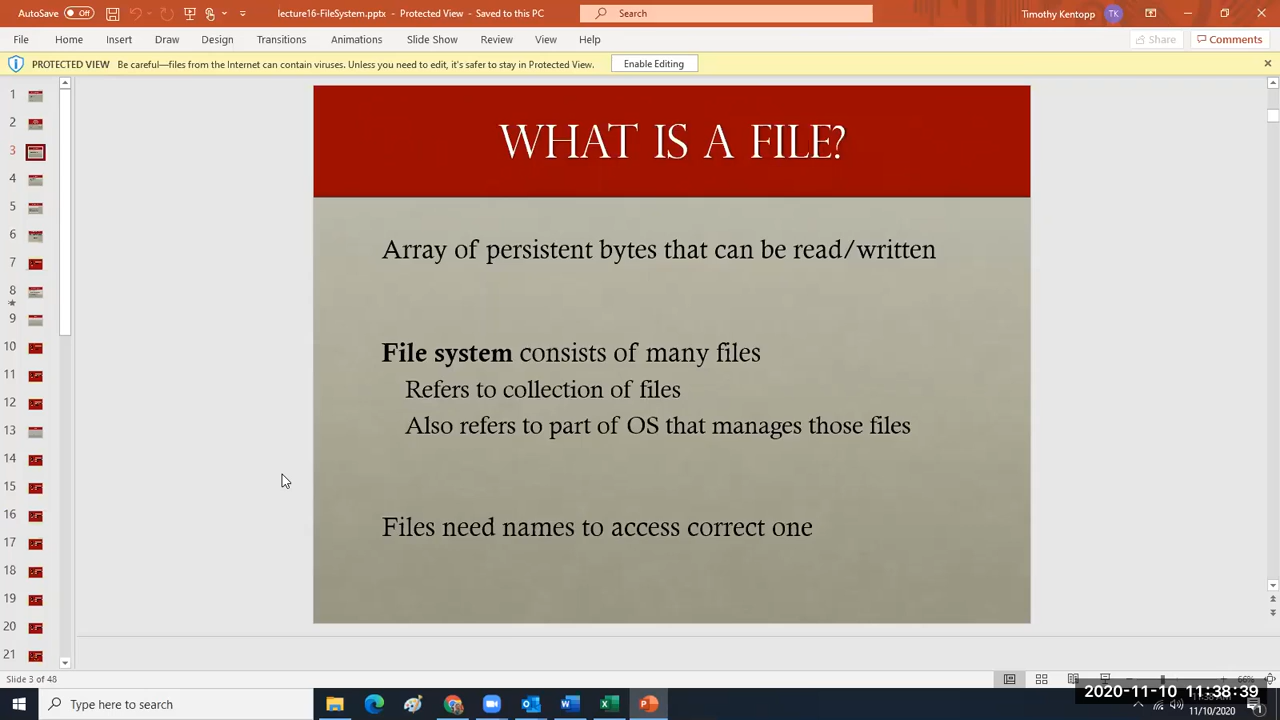 AutoSave Off lecture16-FileSystem.pptx - Protected View - Saved to this PC Search Timothy Kentopp TK
File Home Insert Draw Design Transitions Animations Slide Show Review View Help Share Comments
PROTECTED VIEW Be careful—files from the Internet can contain viruses. Unless you need to edit, it's safer to stay in Protected View. Enable Editing
1
2
3
4
5
6
7
8
9
10
11
12
13
14
15
16
17
18
19
20
21
WHAT IS A FILE?
Array of persistent bytes that can be read/written
File system consists of many files
Refers to collection of files
Also refers to part of OS that manages those files
Files need names to access correct one
Slide 3 of 48
2020-11-10 11:38:39
Type here to search
11/10/2020